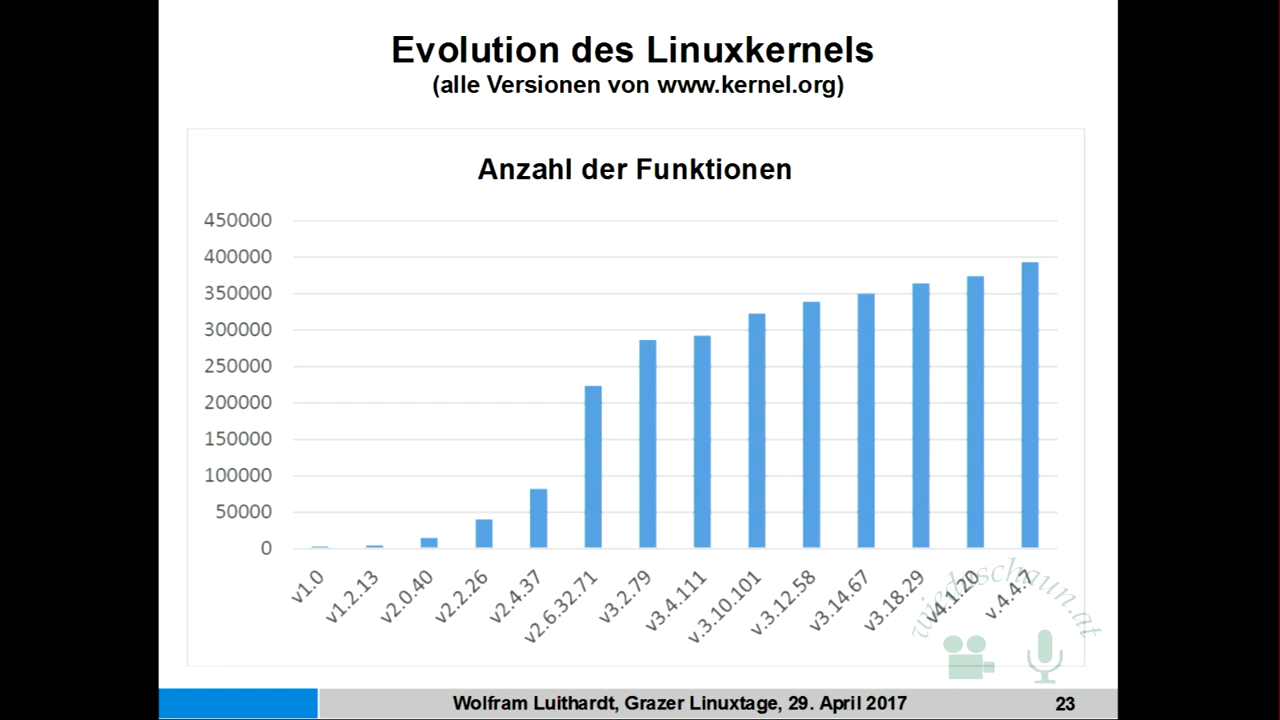 Evolution des Linuxkernels
(alle Versionen von www.kernel.org)
Anzahl der Funktionen
450000
400000
350000
300000
250000
200000
150000
100000
50000
0
v1.0
v1.2.13
v2.0.40
v2.2.26
v2.4.37
v2.6.32.71
v3.2.79
v3.4.111
v.3.10.101
v.3.12.58
v3.14.67
v3.18.29
v4.1.20
v.4.4.7
wiedaschaun.at
Wolfram Luithardt, Grazer Linuxtage, 29. April 2017
23